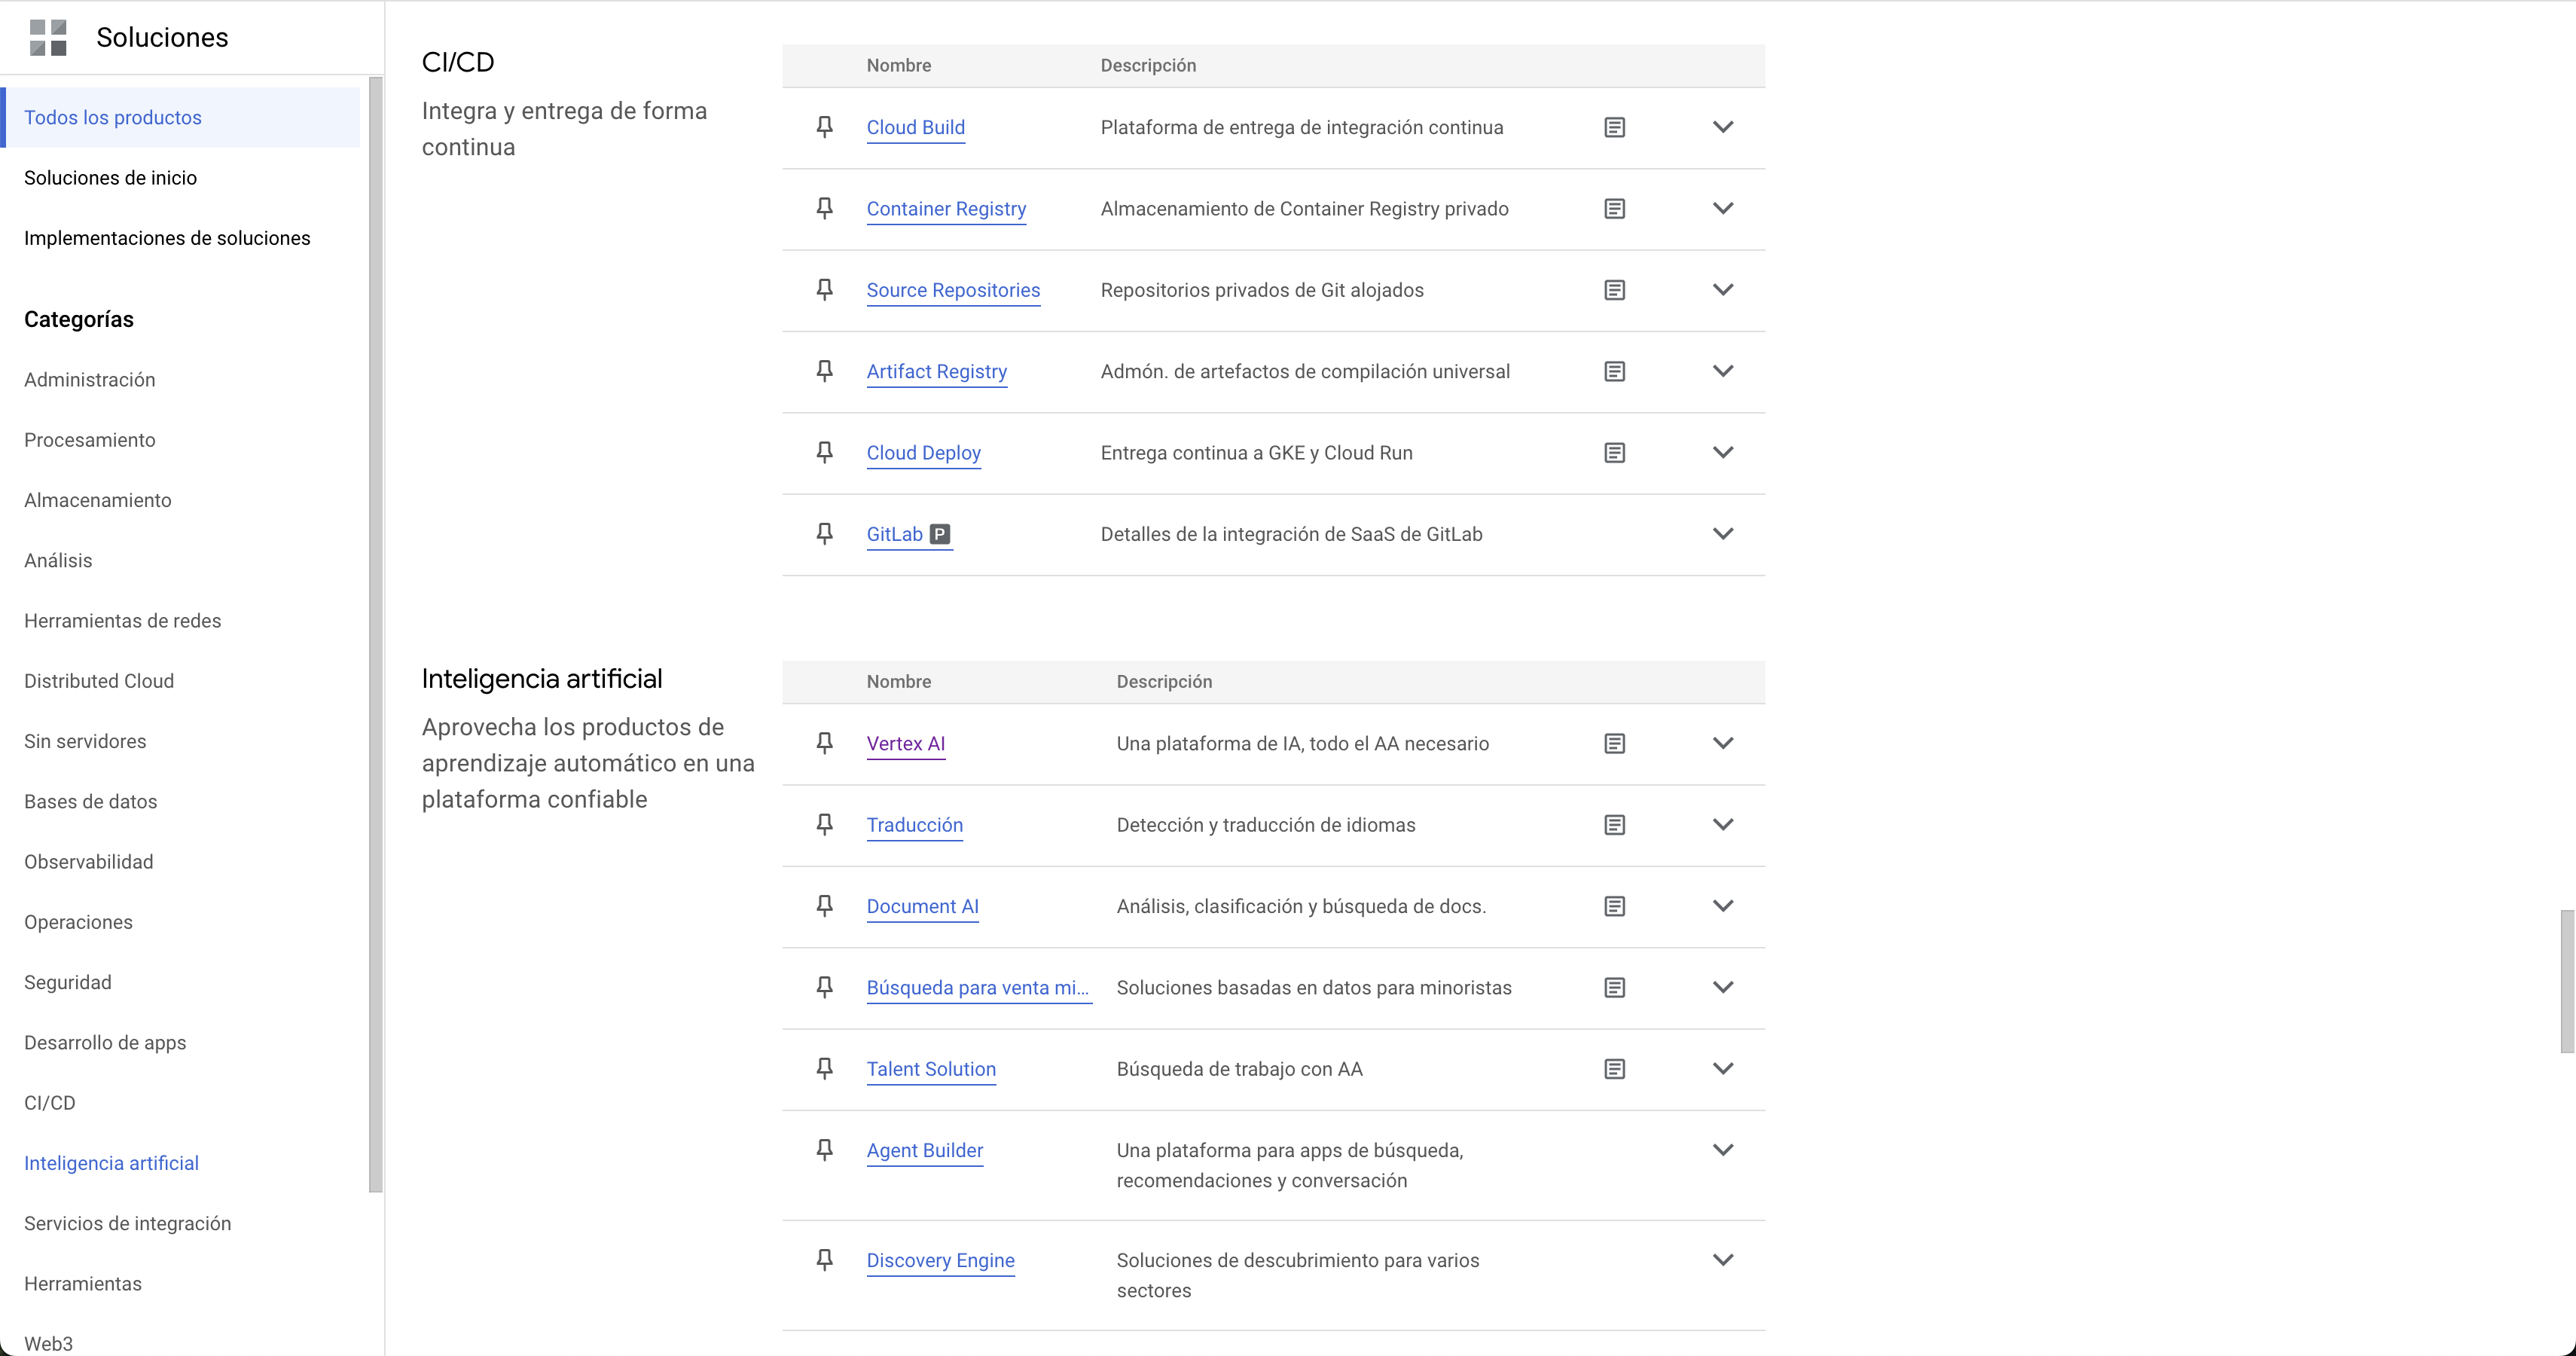 Soluciones
Todos los productos
Soluciones de inicio
Implementaciones de soluciones
Categorías
Administración
Procesamiento
Almacenamiento
Análisis
Herramientas de redes
Distributed Cloud
Sin servidores
Bases de datos
Observabilidad
Operaciones
Seguridad
Desarrollo de apps
CI/CD
Inteligencia artificial
Servicios de integración
Herramientas
Web3
CI/CD
Integra y entrega de forma
continua
Nombre Descripción
Cloud Build Plataforma de entrega de integración continua
Container Registry Almacenamiento de Container Registry privado
Source Repositories Repositorios privados de Git alojados
Artifact Registry Admón. de artefactos de compilación universal
Cloud Deploy Entrega continua a GKE y Cloud Run
GitLab P Detalles de la integración de SaaS de GitLab
Inteligencia artificial
Aprovecha los productos de
aprendizaje automático en una
plataforma confiable
Nombre Descripción
Vertex AI Una plataforma de IA, todo el AA necesario
Traducción Detección y traducción de idiomas
Document AI Análisis, clasificación y búsqueda de docs.
Búsqueda para venta mi... Soluciones basadas en datos para minoristas
Talent Solution Búsqueda de trabajo con AA
Agent Builder Una plataforma para apps de búsqueda,
recomendaciones y conversación
Discovery Engine Soluciones de descubrimiento para varios
sectores